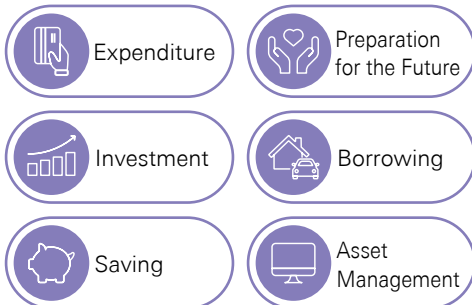 Expenditure
Preparation
for the Future
Investment
Borrowing
Saving
Asset
Management